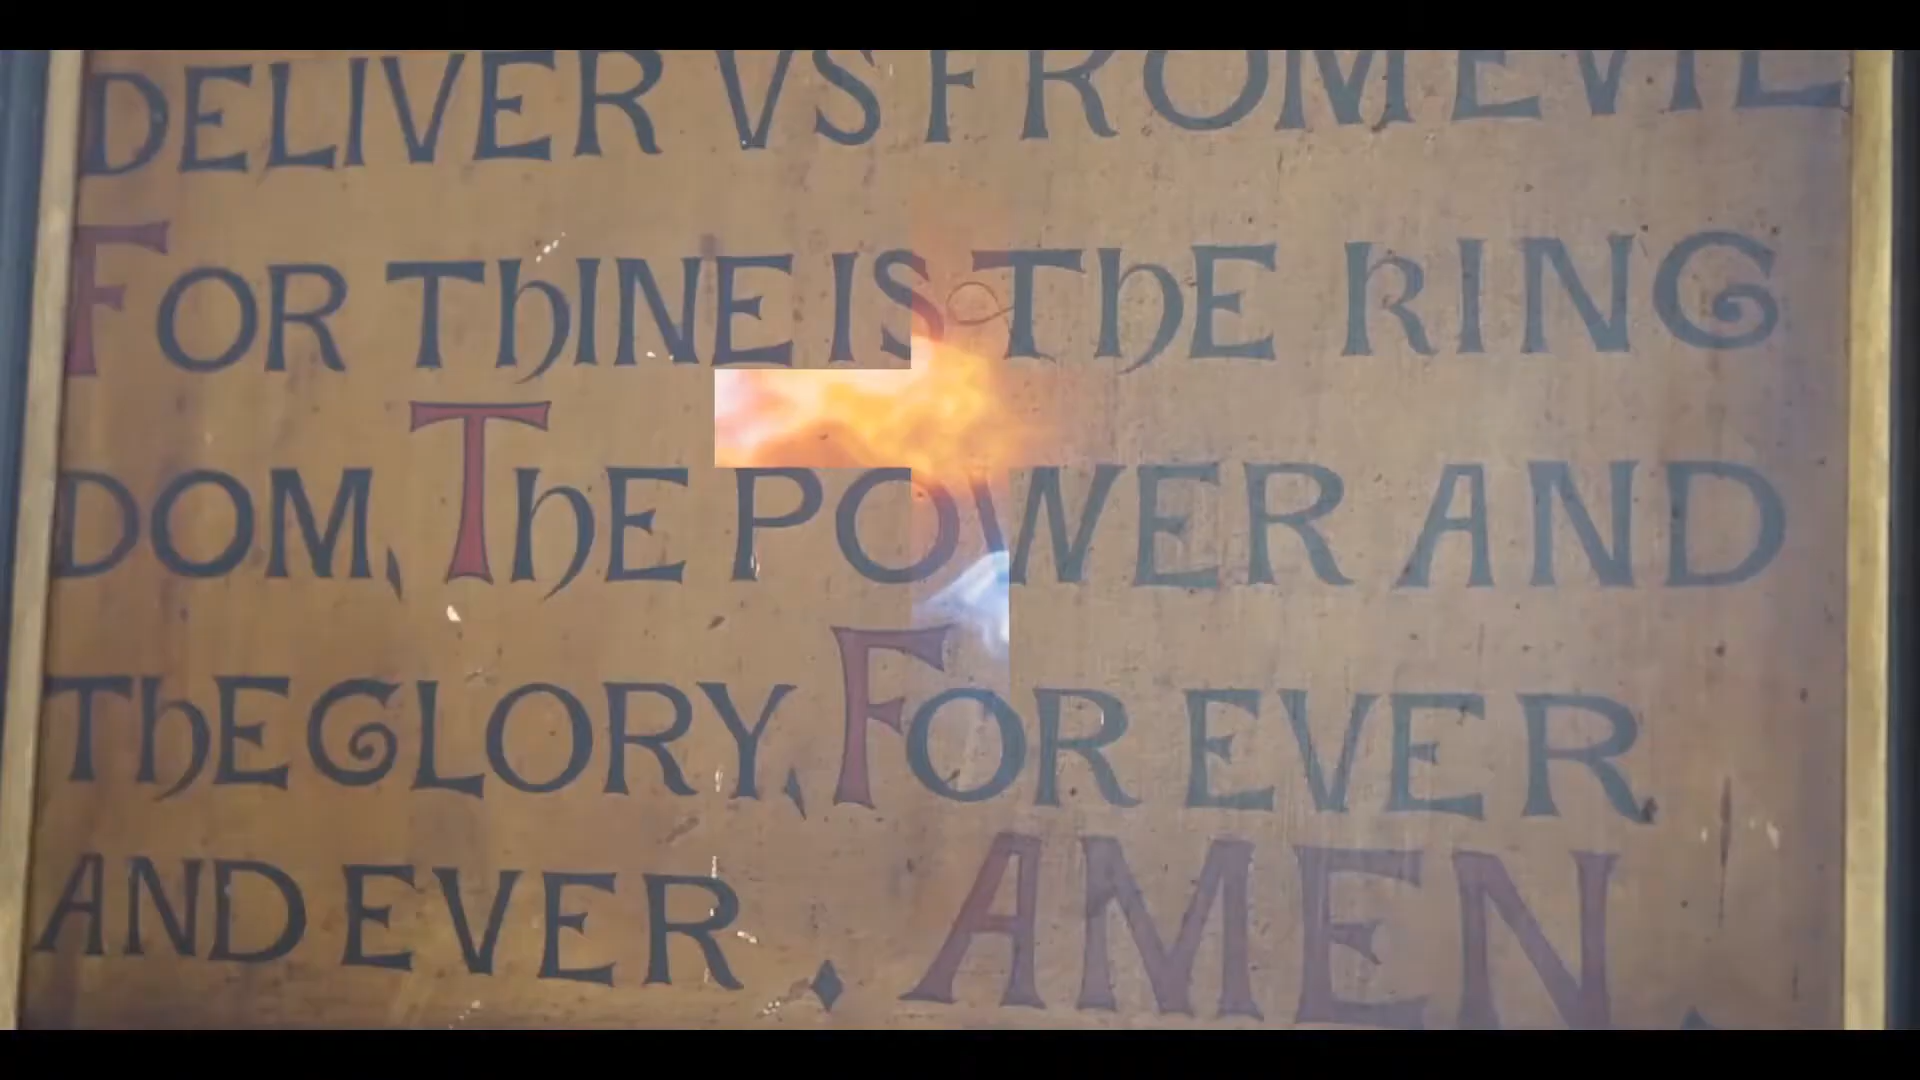 DELIVER VS FROM EVIL
FOR THINE IS THE KING
DOM, THE POWER AND
THE GLORY, FOR EVER
AND EVER. AMEN.